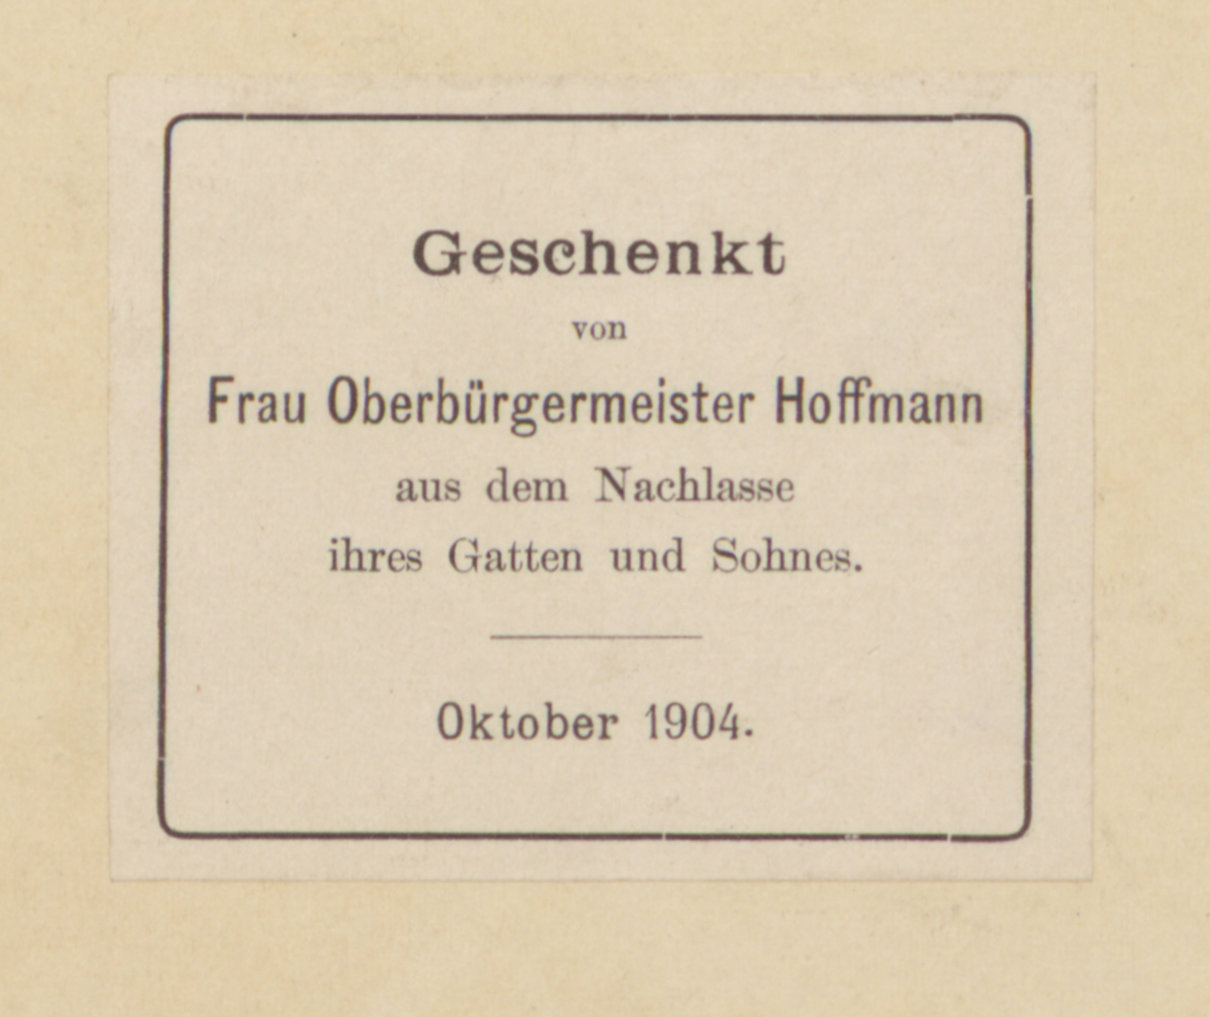 Geschenkt
von
Frau Oberbürgermeister Hoffmann
aus dem Nachlasse
ihres Gatten und Sohnes.
Oktober 1904.